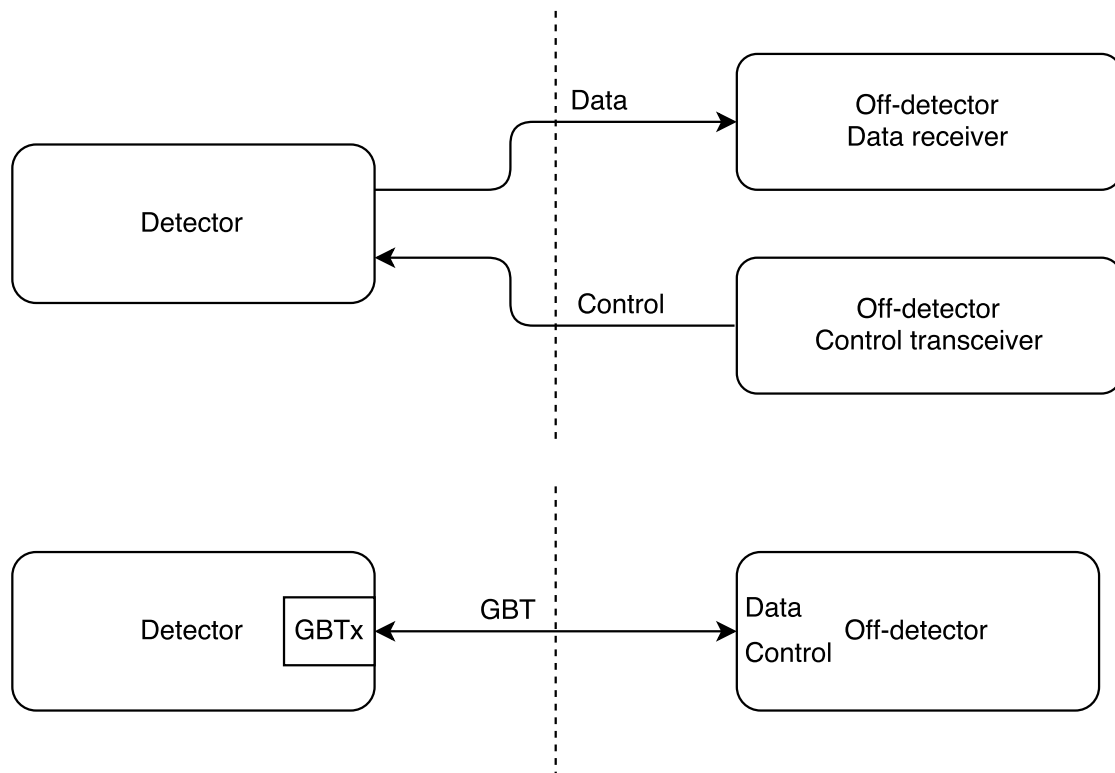 Data
Off-detector
Data receiver
Detector
Control
Off-detector
Control transceiver
Detector
GBTx
GBT
Data
Control
Off-detector